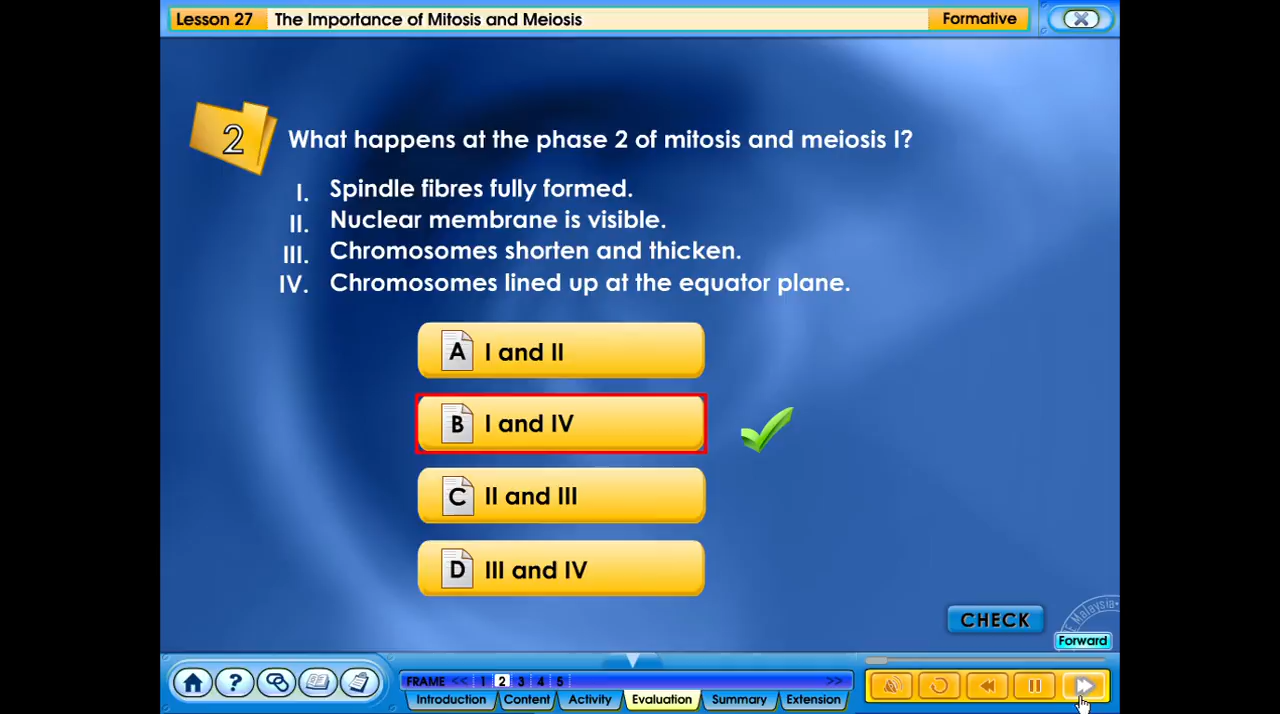 Lesson 27 The Importance of Mitosis and Meiosis Formative
2 What happens at the phase 2 of mitosis and meiosis I?
I. Spindle fibres fully formed.
II. Nuclear membrane is visible.
III. Chromosomes shorten and thicken.
IV. Chromosomes lined up at the equator plane.
A I and II
B I and IV
C II and III
D III and IV
CHECK
Malaysia
Forward
FRAME << 1 2 3 4 5 >>
Introduction Content Activity Evaluation Summary Extension